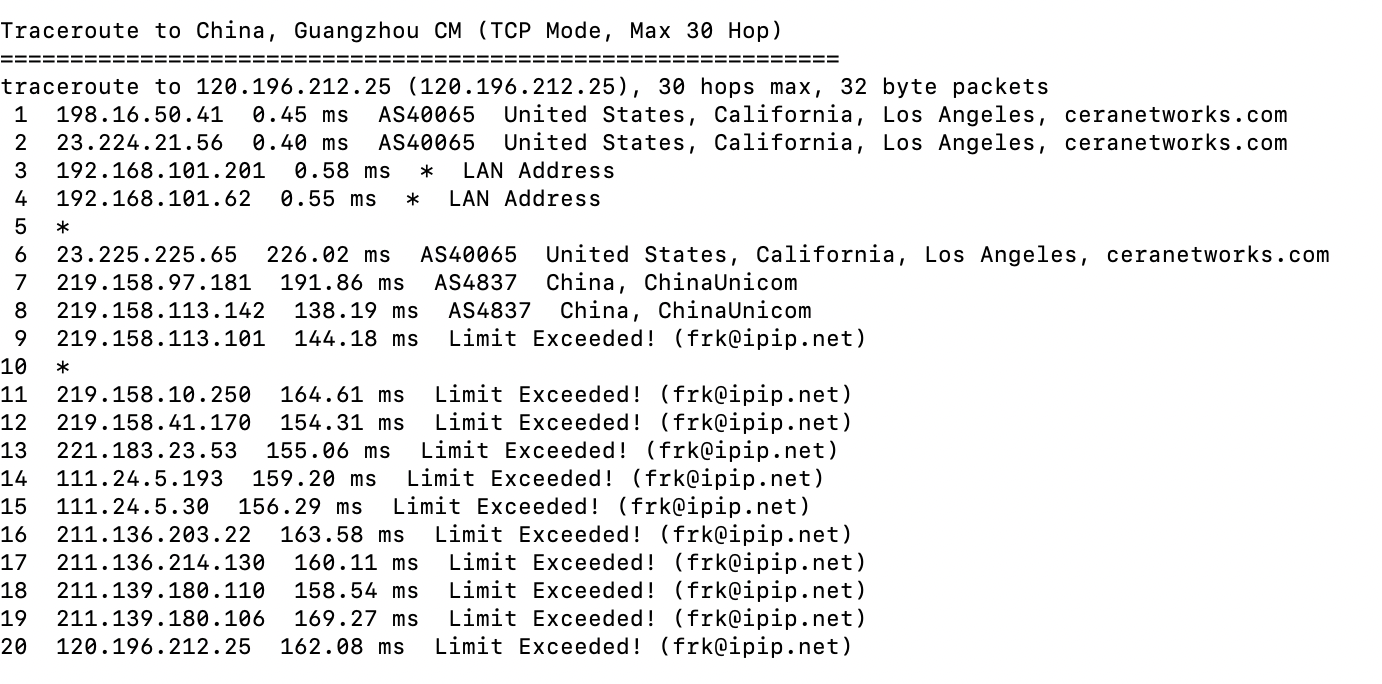 Traceroute to China, Guangzhou CM (TCP Mode, Max 30 Hop)
============================================================
traceroute to 120.196.212.25 (120.196.212.25), 30 hops max, 32 byte packets
 1  198.16.50.41  0.45 ms  AS40065  United States, California, Los Angeles, ceranetworks.com
 2  23.224.21.56  0.40 ms  AS40065  United States, California, Los Angeles, ceranetworks.com
 3  192.168.101.201  0.58 ms  *  LAN Address
 4  192.168.101.62  0.55 ms  *  LAN Address
 5  *
 6  23.225.225.65  226.02 ms  AS40065  United States, California, Los Angeles, ceranetworks.com
 7  219.158.97.181  191.86 ms  AS4837  China, ChinaUnicom
 8  219.158.113.142  138.19 ms  AS4837  China, ChinaUnicom
 9  219.158.113.101  144.18 ms  Limit Exceeded! (frk@ipip.net)
10  *
11  219.158.10.250  164.61 ms  Limit Exceeded! (frk@ipip.net)
12  219.158.41.170  154.31 ms  Limit Exceeded! (frk@ipip.net)
13  221.183.23.53  155.06 ms  Limit Exceeded! (frk@ipip.net)
14  111.24.5.193  159.20 ms  Limit Exceeded! (frk@ipip.net)
15  111.24.5.30  156.29 ms  Limit Exceeded! (frk@ipip.net)
16  211.136.203.22  163.58 ms  Limit Exceeded! (frk@ipip.net)
17  211.136.214.130  160.11 ms  Limit Exceeded! (frk@ipip.net)
18  211.139.180.110  158.54 ms  Limit Exceeded! (frk@ipip.net)
19  211.139.180.106  169.27 ms  Limit Exceeded! (frk@ipip.net)
20  120.196.212.25  162.08 ms  Limit Exceeded! (frk@ipip.net)